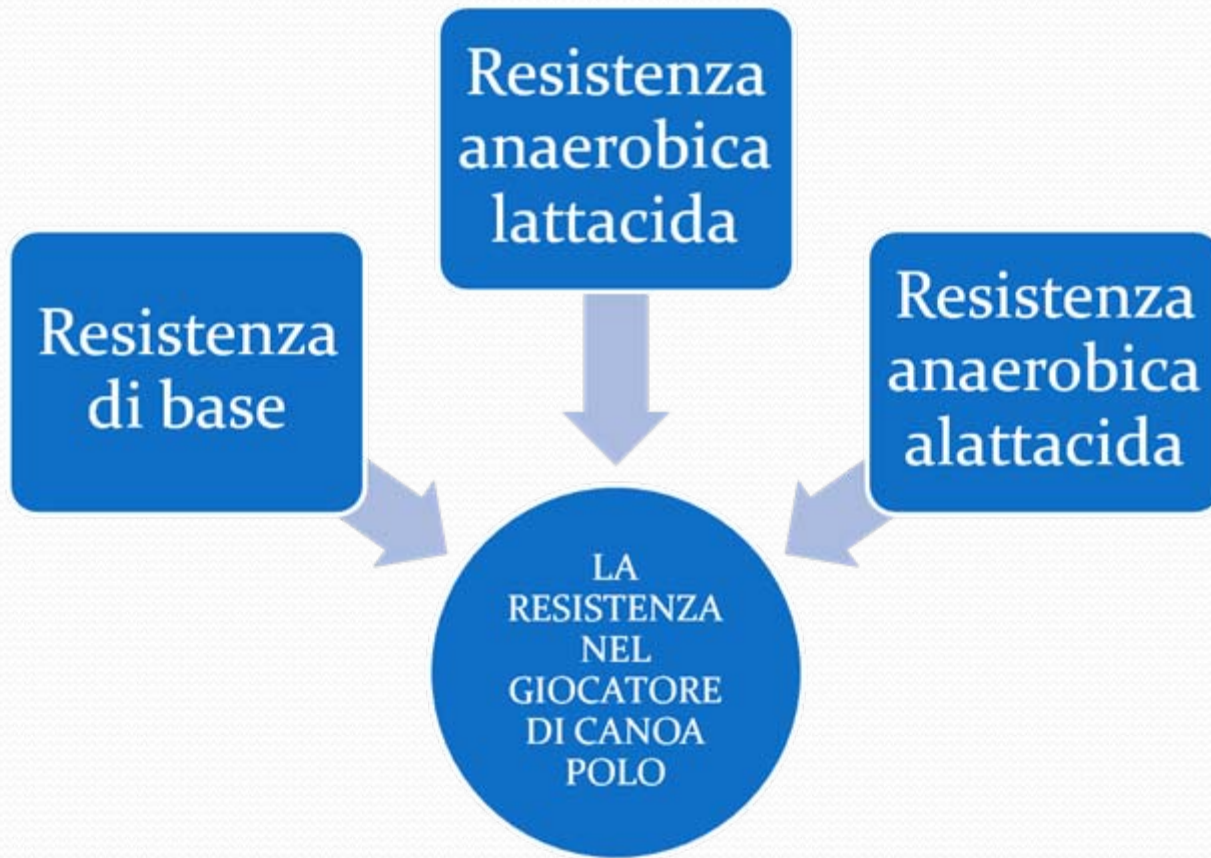 Resistenza
anaerobica
lattacida
Resistenza
di base
Resistenza
anaerobica
alattacida
LA
RESISTENZA
NEL
GIOCATORE
DI CANOA
POLO